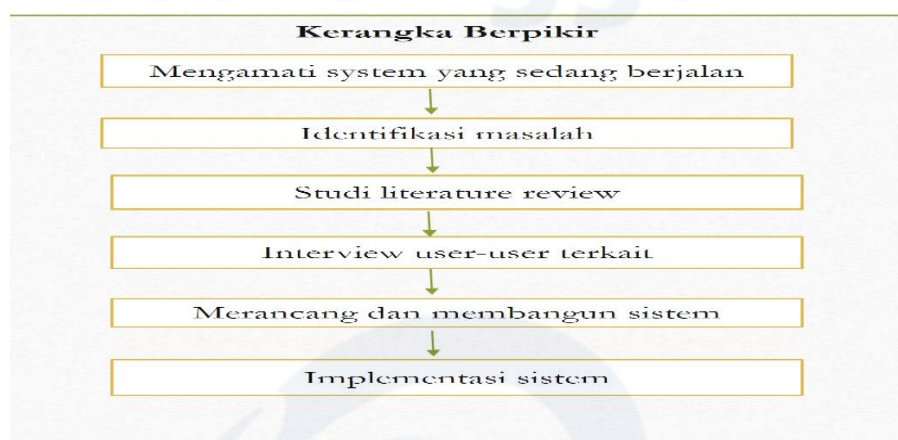 Kerangka Berpikir
Mengamati system yang sedang berjalan
Identifikasi masalah
Studi literature review
Interview user-user terkait
Merancang dan membangun sistem
Implementasi sistem